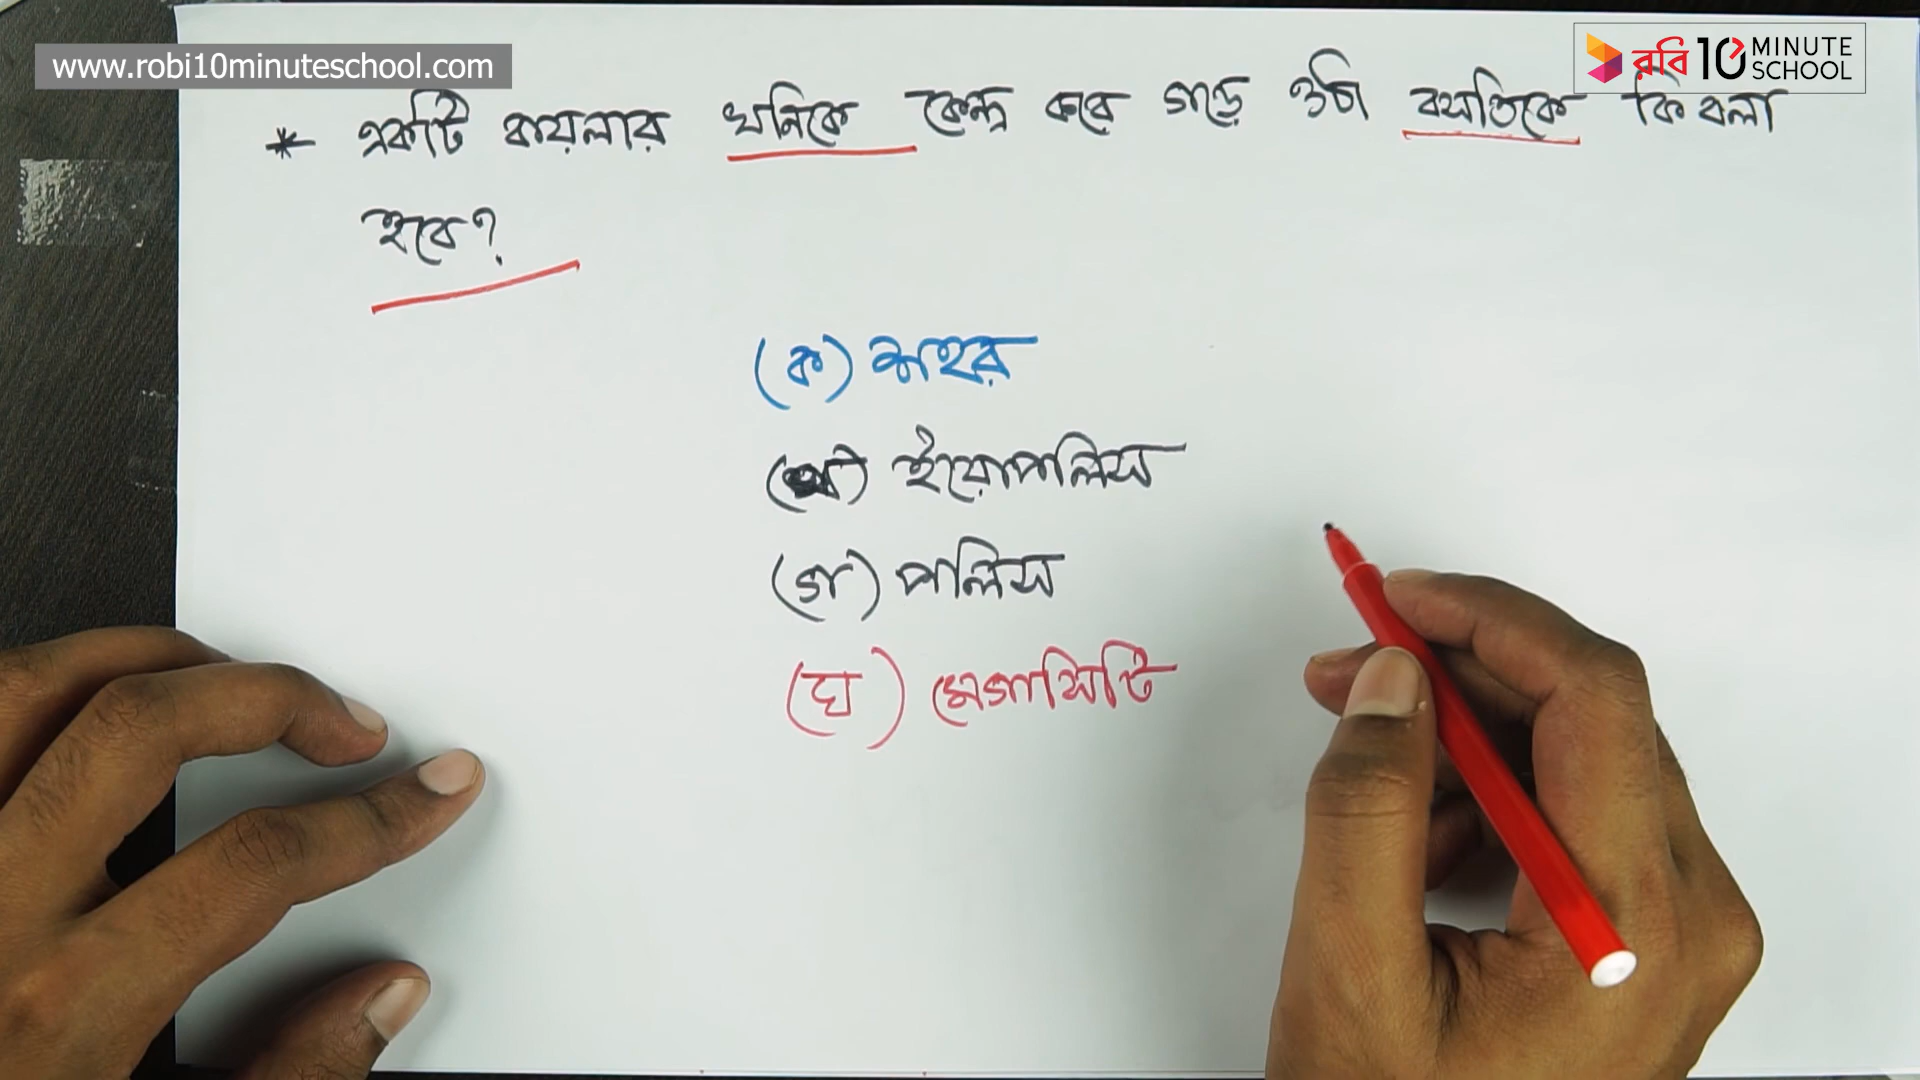 www.robi10minuteschool.com
রবি 10 MINUTE SCHOOL
* একটি কয়লার খনিকে কেন্দ্র করে গড়ে ওঠা বসতিকে কি বলা
হবে?
(ক) শহর
(খ) ইয়োপলিস
(গ) পলিস
(ঘ) মেগাসিটি